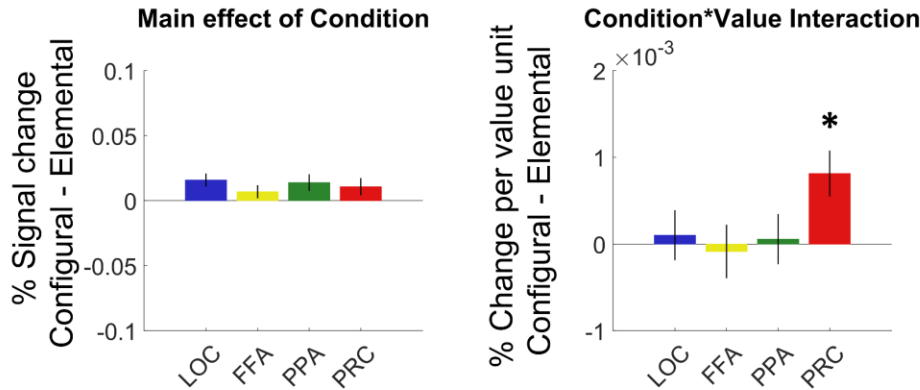 Main effect of Condition
% Signal change
Configural - Elemental
0.1
0.05
0
-0.05
-0.1
LOC
FFA
PPA
PRC
Condition*Value Interaction
% Change per value unit
Configural - Elemental
×10⁻³
2
1
0
-1
*
LOC
FFA
PPA
PRC